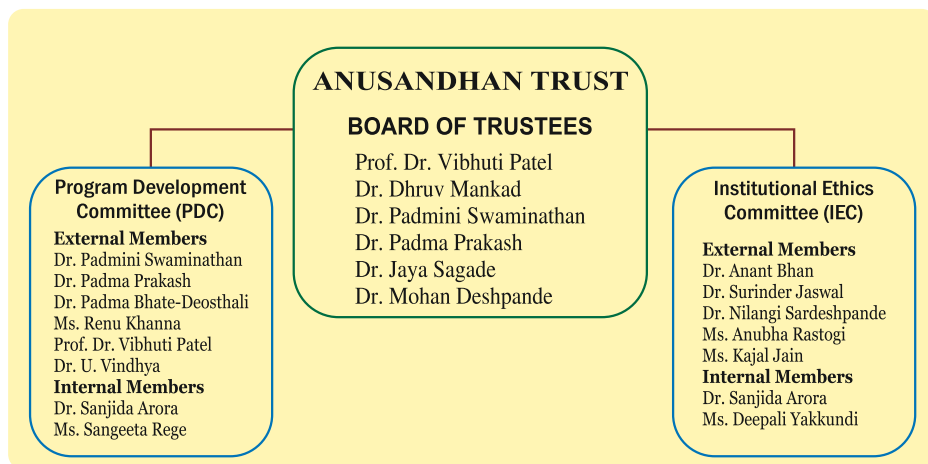 ANUSANDHAN TRUST
BOARD OF TRUSTEES
Prof. Dr. Vibhuti Patel
Dr. Dhruv Mankad
Dr. Padmini Swaminathan
Dr. Padma Prakash
Dr. Jaya Sagade
Dr. Mohan Deshpande
Program Development
Committee (PDC)
External Members
Dr. Padmini Swaminathan
Dr. Padma Prakash
Dr. Padma Bhate-Deosthali
Ms. Renu Khanna
Prof. Dr. Vibhuti Patel
Dr. U. Vindhya
Internal Members
Dr. Sanjida Arora
Ms. Sangeeta Rege
Institutional Ethics
Committee (IEC)
External Members
Dr. Anant Bhan
Dr. Surinder Jaswal
Dr. Nilangi Sardeshpande
Ms. Anubha Rastogi
Ms. Kajal Jain
Internal Members
Dr. Sanjida Arora
Ms. Deepali Yakkundi